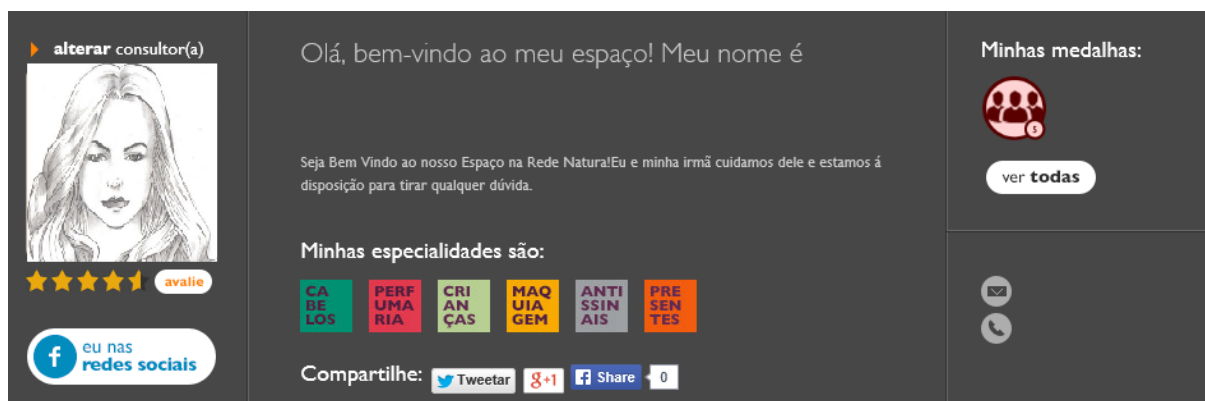 alterar consultor(a)
avalie
f
eu nas
redes sociais
Olá, bem-vindo ao meu espaço! Meu nome é
Seja Bem Vindo ao nosso Espaço na Rede Natura!Eu e minha irmã cuidamos dele e estamos á
disposição para tirar qualquer dúvida.
Minhas especialidades são:
CA
BE
LOS
PERF
UMA
RIA
CRI
AN
ÇAS
MAQ
UIA
GEM
ANTI
SSIN
AIS
PRE
SEN
TES
Compartilhe:
Tweetar
g+1
f Share
0
Minhas medalhas:
5
ver todas